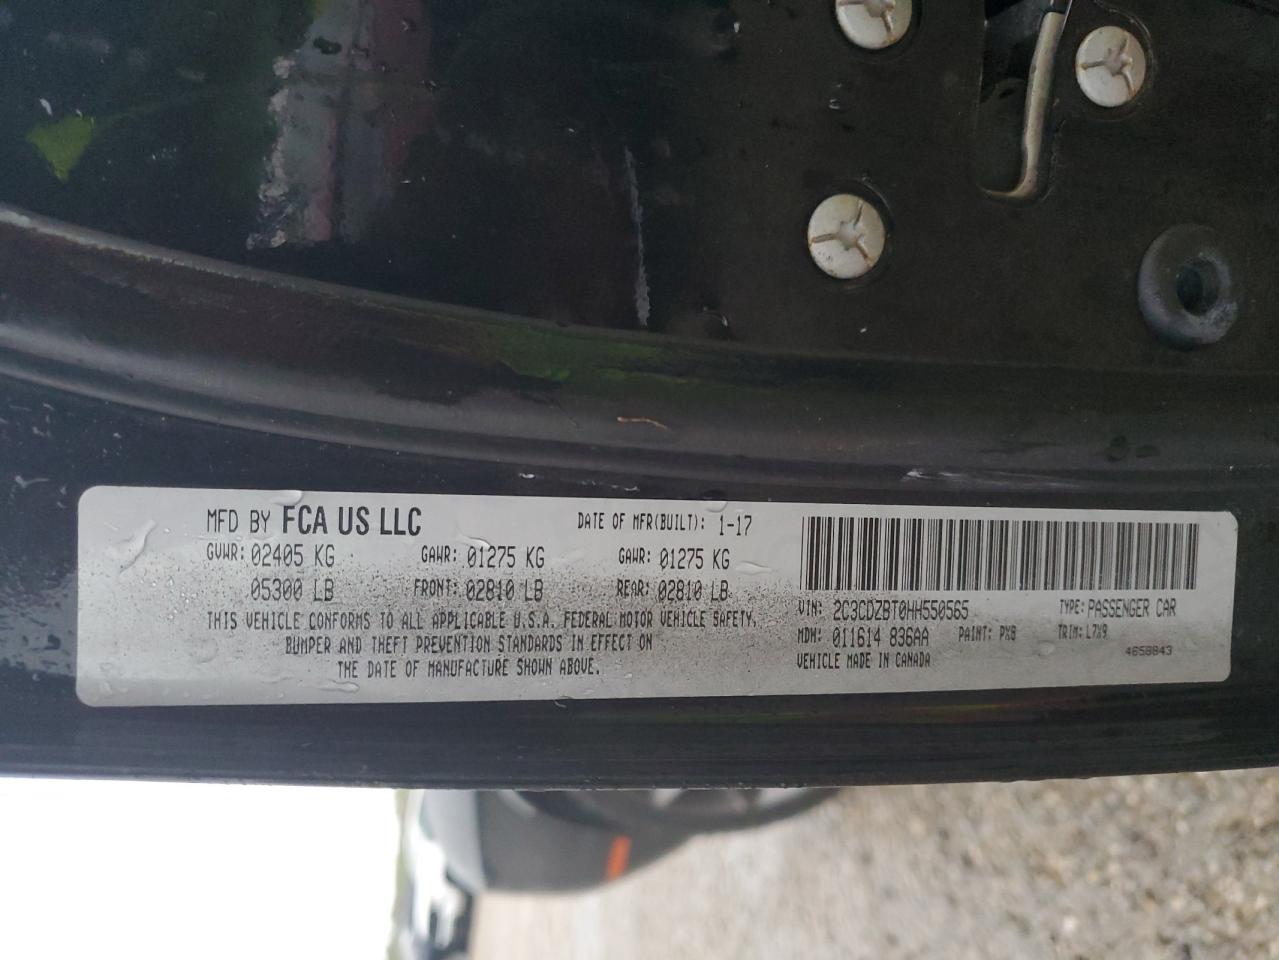 MFD BY FCA US LLC DATE OF MFR(BUILT): 1-17
GVWR: 02405 KG GAWR: 01275 KG GAWR: 01275 KG
05300 LB FRONT: 02810 LB REAR: 02810 LB
THIS VEHICLE CONFORMS TO ALL APPLICABLE U.S.A. FEDERAL MOTOR VEHICLE SAFETY,
BUMPER AND THEFT PREVENTION STANDARDS IN EFFECT ON
THE DATE OF MANUFACTURE SHOWN ABOVE.
VIN: 2C3CDZBT0HH550565 TYPE: PASSENGER CAR
MDH: 011614 836AA PAINT: PX8 TRIM: L7X9
VEHICLE MADE IN CANADA 4658843